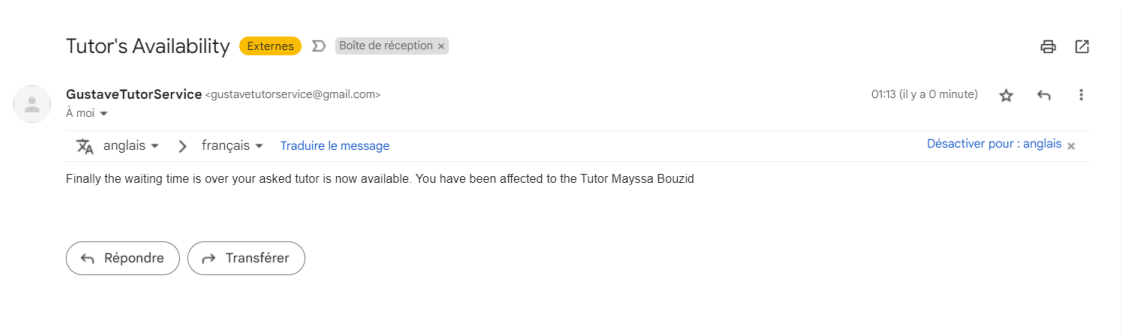 Tutor's Availability Externes Boîte de réception ×
GustaveTutorService <gustavetutorservice@gmail.com> 01:13 (il y a 0 minute)
À moi
anglais français Traduire le message Désactiver pour : anglais ×
Finally the waiting time is over your asked tutor is now available. You have been affected to the Tutor Mayssa Bouzid
Répondre Transférer